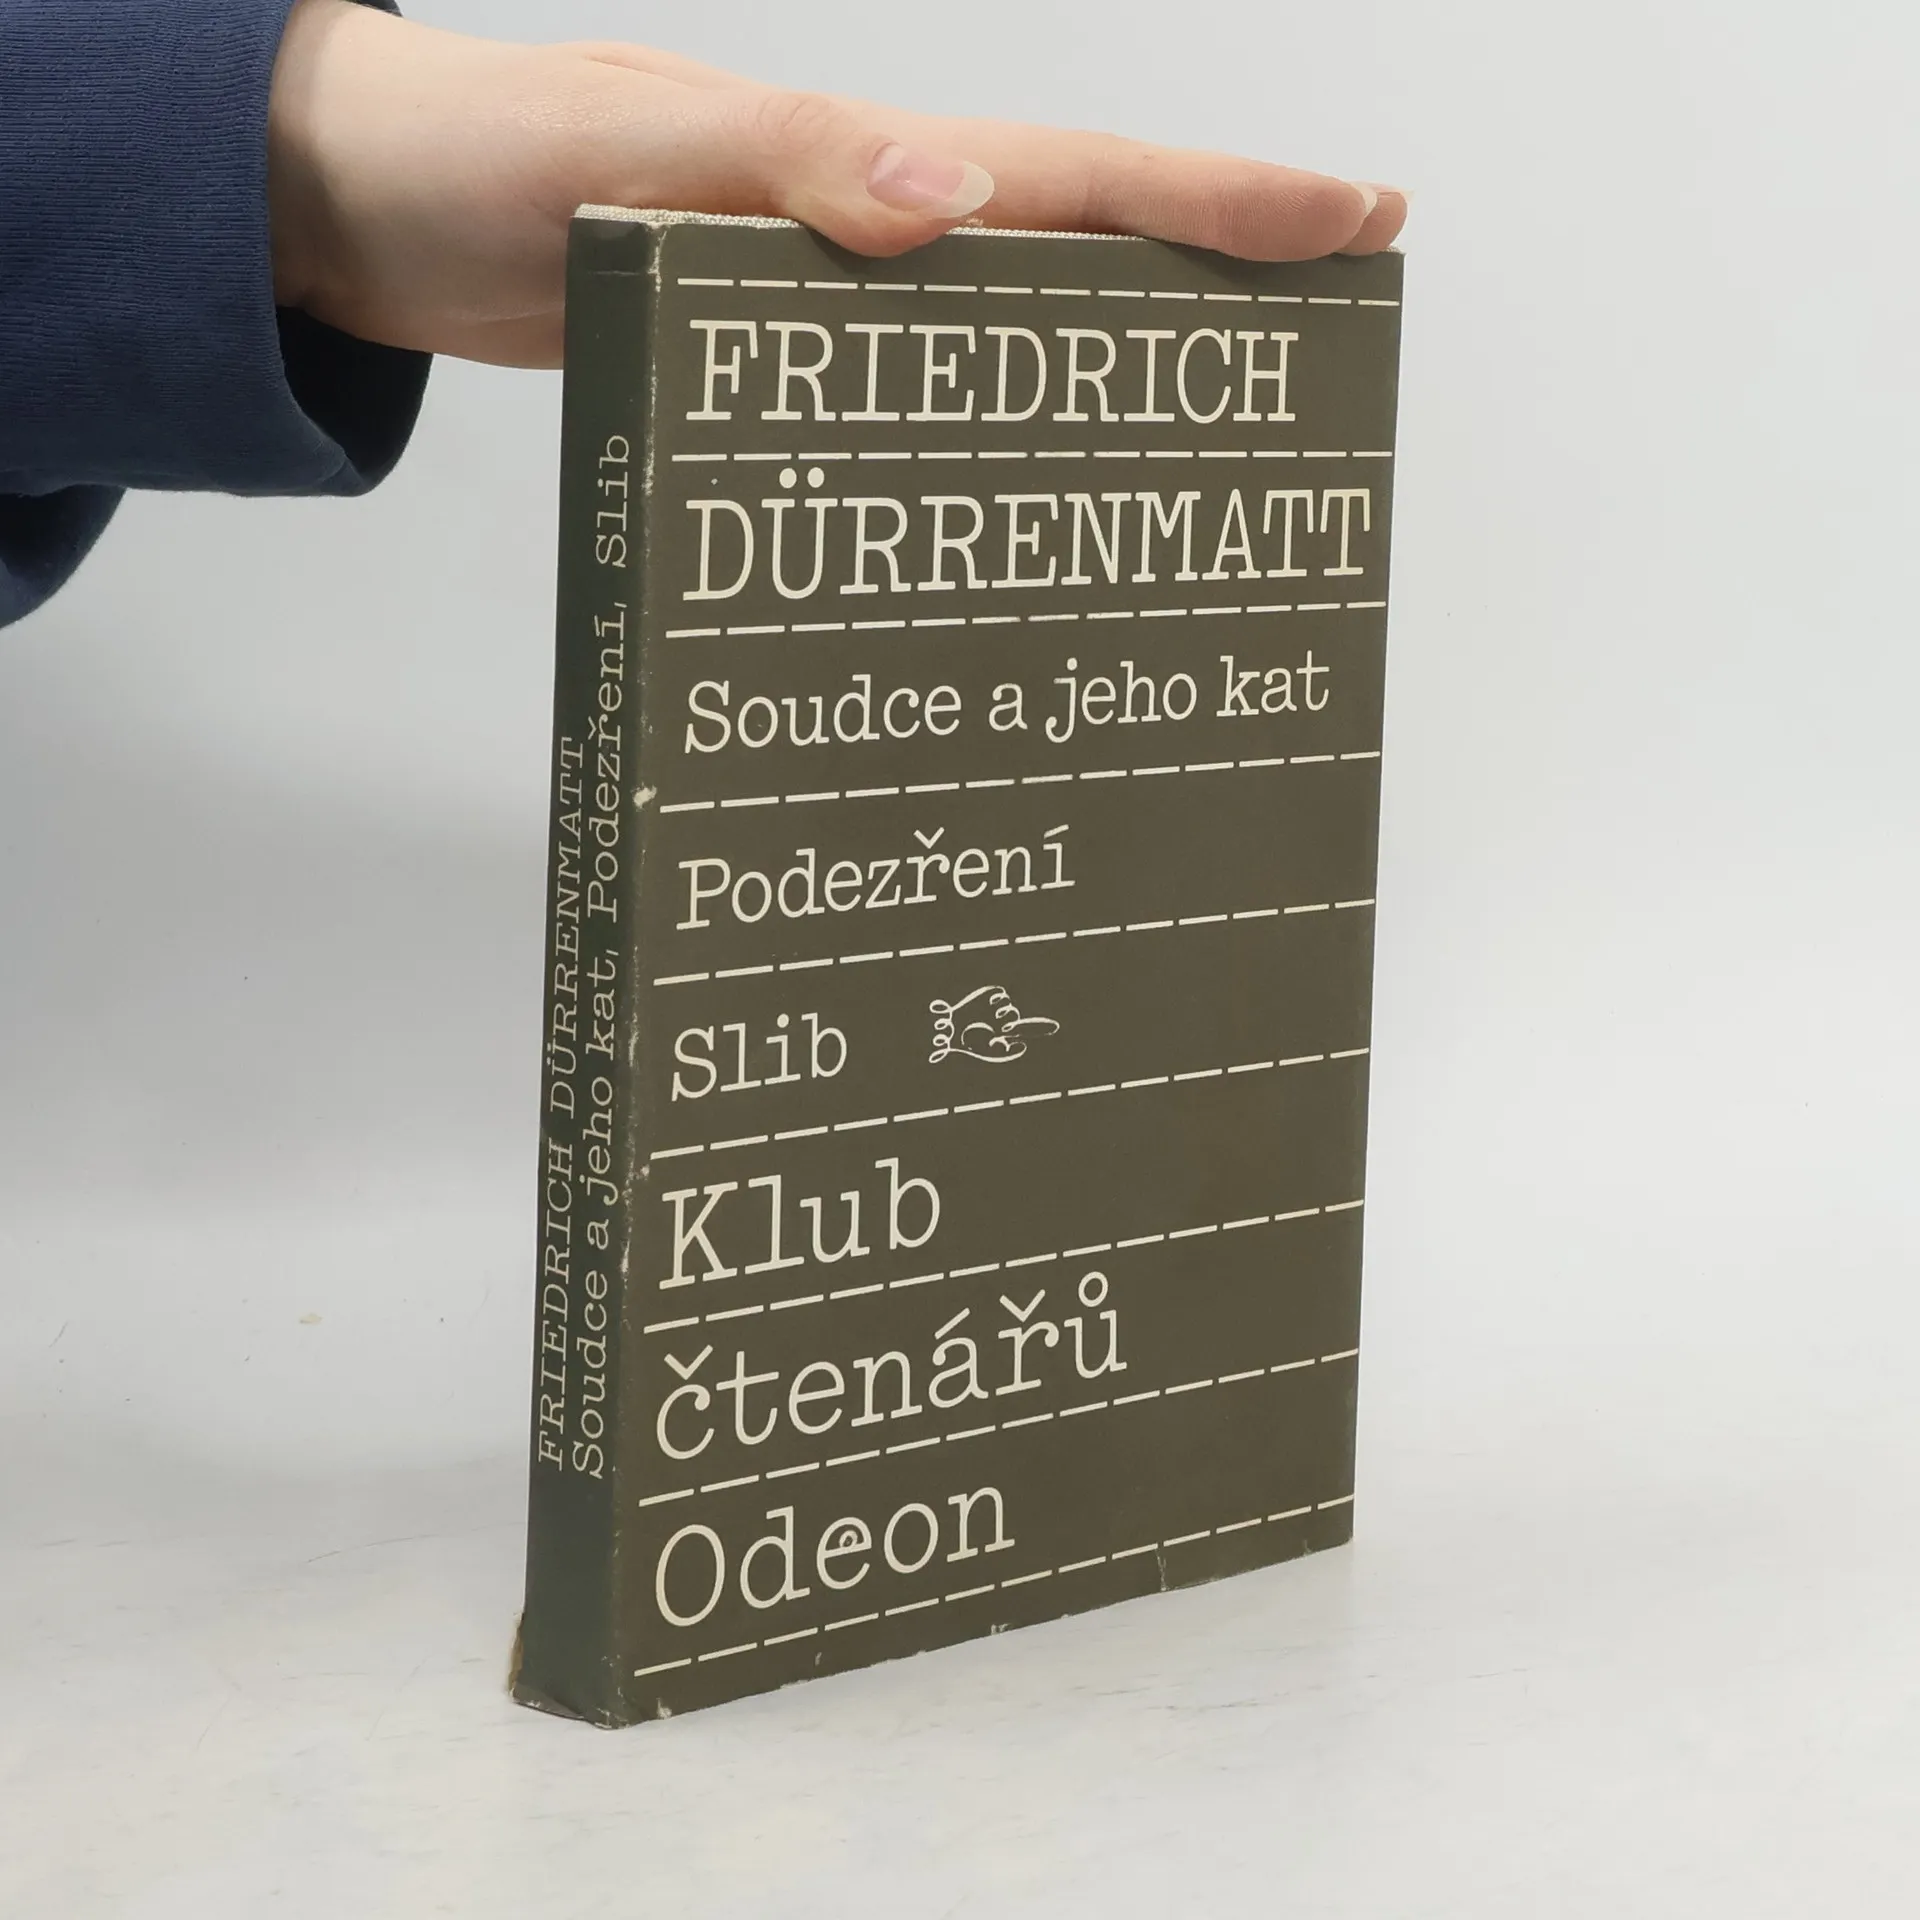 FRIEDRICH
DÜRRENMATT
Soudce a jeho kat
Podezření
Slib
Klub
čtenářů
Odeon
FRIEDRICH DÜRRENMATT
Soudce a jeho kat, Podezření, Slib